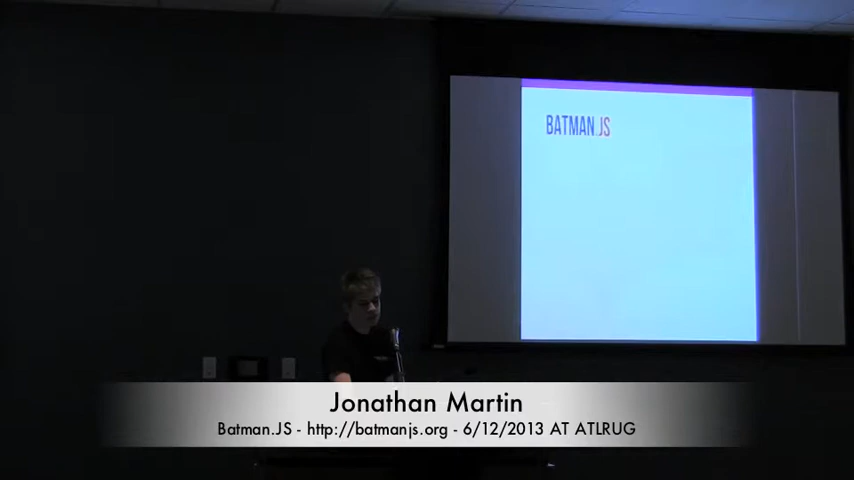 BATMAN.JS
Jonathan Martin
Batman.JS - http://batmanjs.org - 6/12/2013 AT ATLRUG